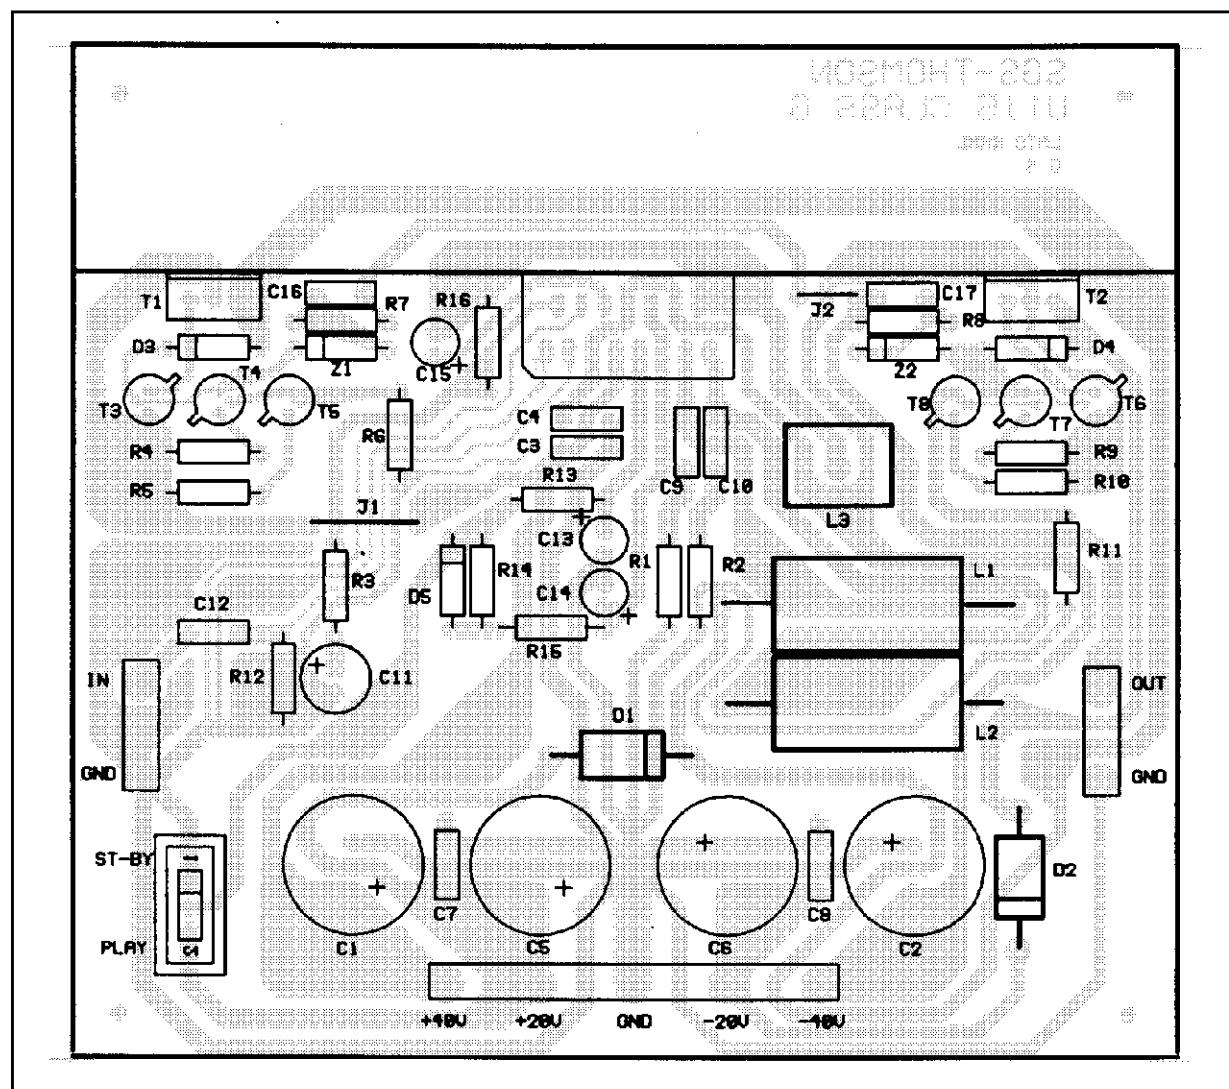 SGS-THOMSON
CLASS G
T1
C16
R7
R16
J2
C17
R8
T2
D3
Z1
C15
Z2
D4
T3
T4
T5
T8
T7
T6
R4
R6
C4
C3
R9
R5
R13
C9
C10
R10
J1
L3
C13
R3
R14
R1
R2
L1
R11
D5
C14
C12
R15
IN
R12
C11
OUT
D1
L2
GND
GND
ST-BY
D2
PLAY
C1
C7
C5
C6
C8
C2
+40V
+20V
GND
-20V
-40V